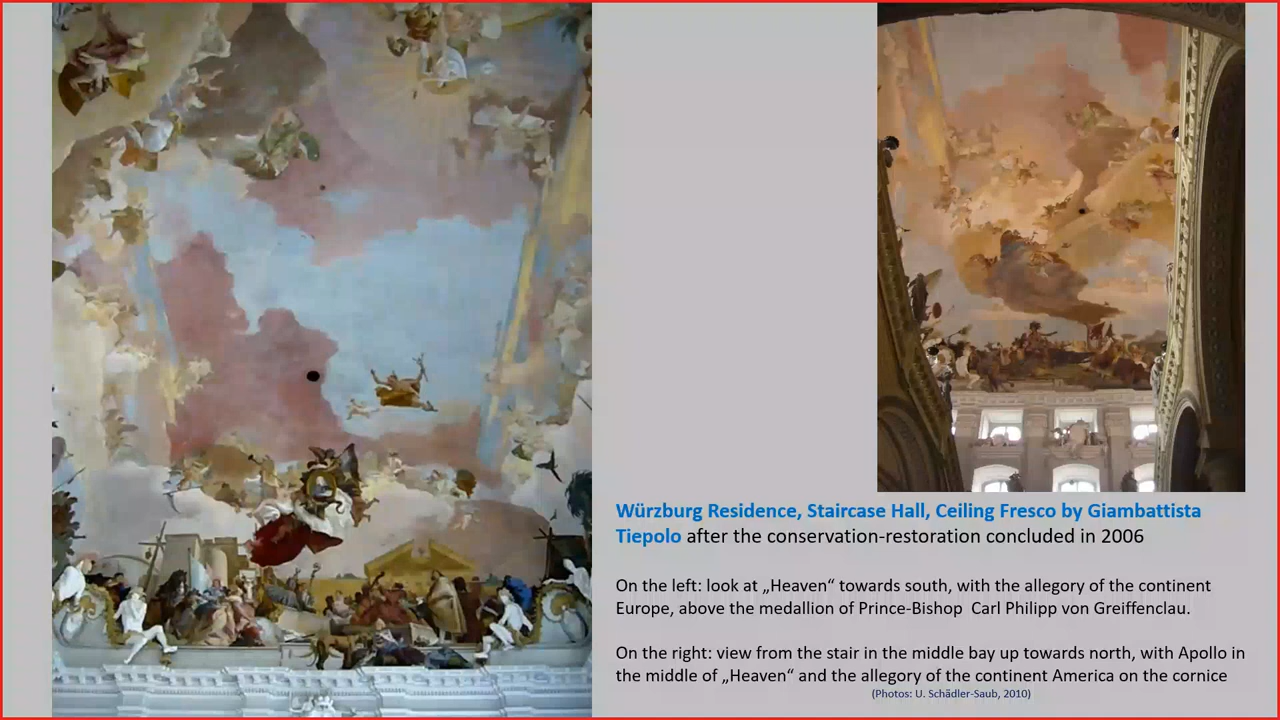 Würzburg Residence, Staircase Hall, Ceiling Fresco by Giambattista
Tiepolo after the conservation-restoration concluded in 2006
On the left: look at „Heaven“ towards south, with the allegory of the continent
Europe, above the medallion of Prince-Bishop  Carl Philipp von Greiffenclau.
On the right: view from the stair in the middle bay up towards north, with Apollo in
the middle of „Heaven“ and the allegory of the continent America on the cornice
(Photos: U. Schädler-Saub, 2010)